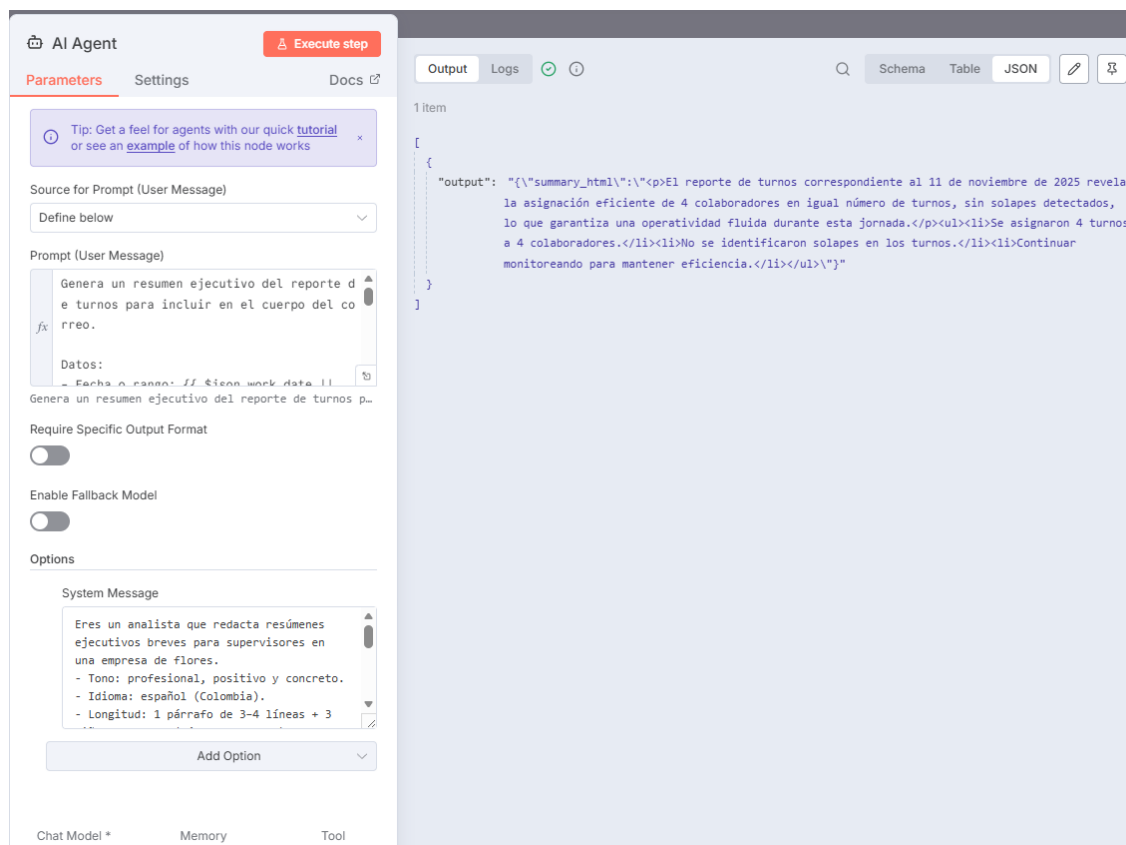 AI Agent
Execute step
Parameters
Settings
Docs
Tip: Get a feel for agents with our quick tutorial
or see an example of how this node works
×
Source for Prompt (User Message)
Define below
Prompt (User Message)
Genera un resumen ejecutivo del reporte d
e turnos para incluir en el cuerpo del co
rreo.
fx
Datos:
- Fecha o rango: {{ $json.work_date ||
Genera un resumen ejecutivo del reporte de turnos p…
Require Specific Output Format
Enable Fallback Model
Options
System Message
Eres un analista que redacta resúmenes
ejecutivos breves para supervisores en
una empresa de flores.
- Tono: profesional, positivo y concreto.
- Idioma: español (Colombia).
- Longitud: 1 párrafo de 3–4 líneas + 3
Add Option
Chat Model *
Memory
Tool
Output
Logs
Schema
Table
JSON
1 item
[
{
"output": "{\"summary_html\":\"<p>El reporte de turnos correspondiente al 11 de noviembre de 2025 revela
la asignación eficiente de 4 colaboradores en igual número de turnos, sin solapes detectados,
lo que garantiza una operatividad fluida durante esta jornada.</p><ul><li>Se asignaron 4 turnos
a 4 colaboradores.</li><li>No se identificaron solapes en los turnos.</li><li>Continuar
monitoreando para mantener eficiencia.</li></ul>\"}"
}
]